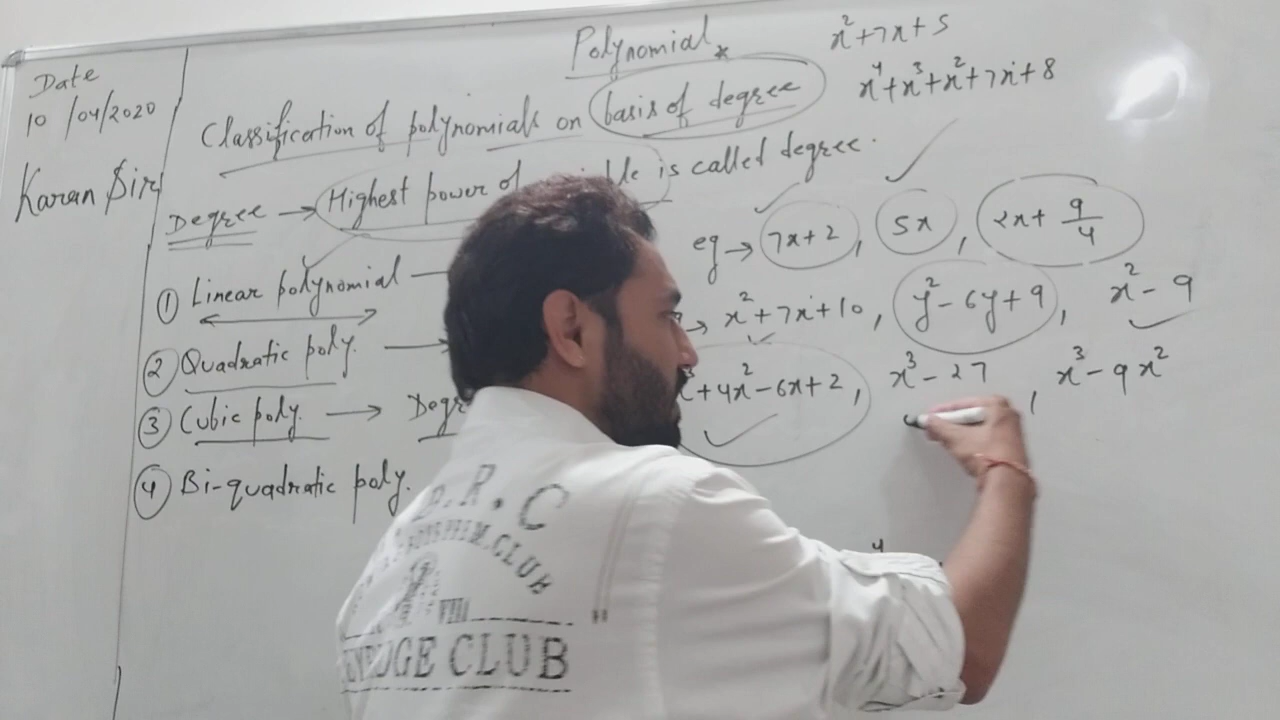 Polynomial *
x²+7x+5
x⁴+x³+x²+7x+8
Date
10/04/2020
Karan Sir
Classification of polynomials on basis of degree
Degree → Highest power of is called degree.
eg → 7x+2, 5x, 2x+ 9/4
① Linear polynomial —
→ x²+7x+10, y²-6y+9, x²-9
② Quadratic poly. →
+4x²-6x+2, x³-27, x³-9x²
③ Cubic poly. →
④ Bi-quadratic poly.
4
R.C
CLUB
VIII
CLUB